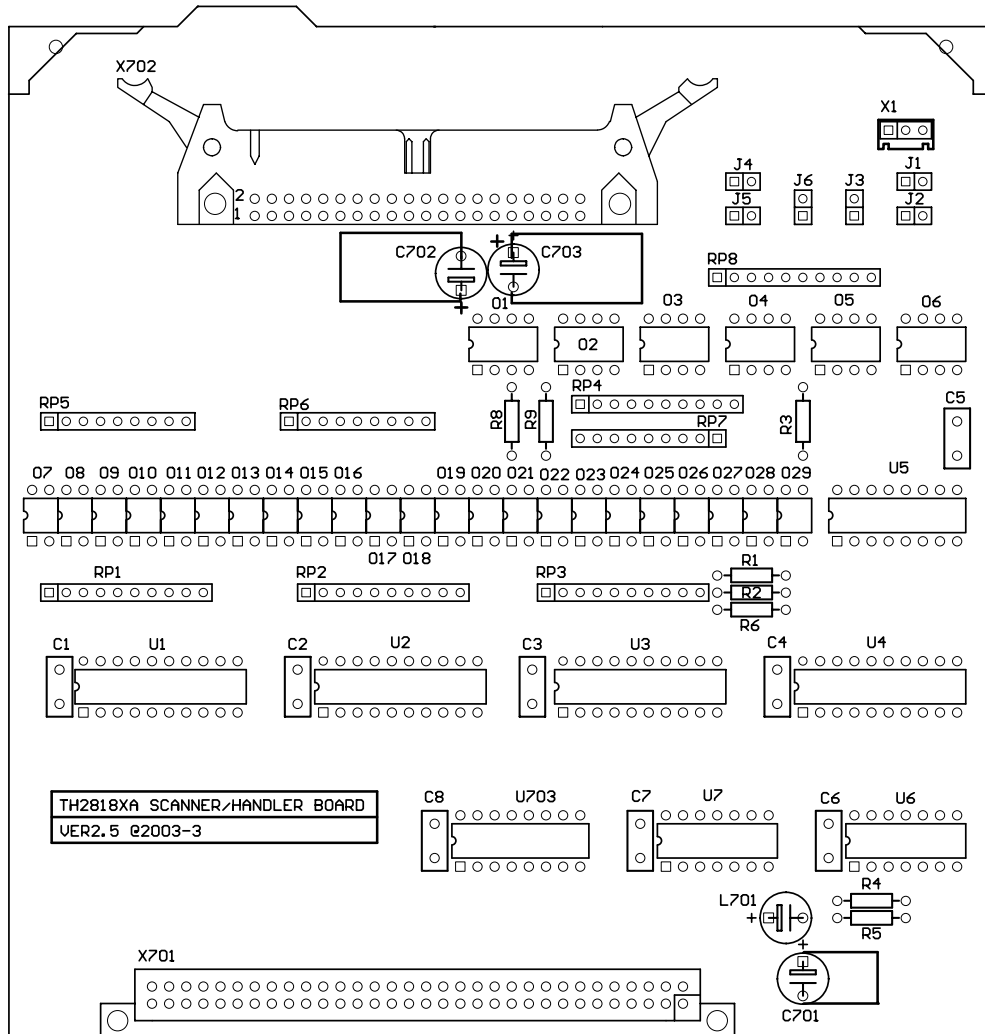 X702
X1
J4
J6
J3
J1
J5
J2
2
1
C702
C703
RP8
O1
O3
O4
O5
O6
O2
RP5
RP6
R8
R9
RP4
RP7
R3
C5
O7 O8 O9 O10 O11 O12 O13 O14 O15 O16 O19 O20 O21 O22 O23 O24 O25 O26 O27 O28 O29
U5
O17 O18
RP1
RP2
RP3
R1
R2
R6
C1
U1
C2
U2
C3
U3
C4
U4
TH2818XA SCANNER/HANDLER BOARD
VER2.5 @2003-3
C8
U703
C7
U7
C6
U6
L701
R4
R5
X701
C701